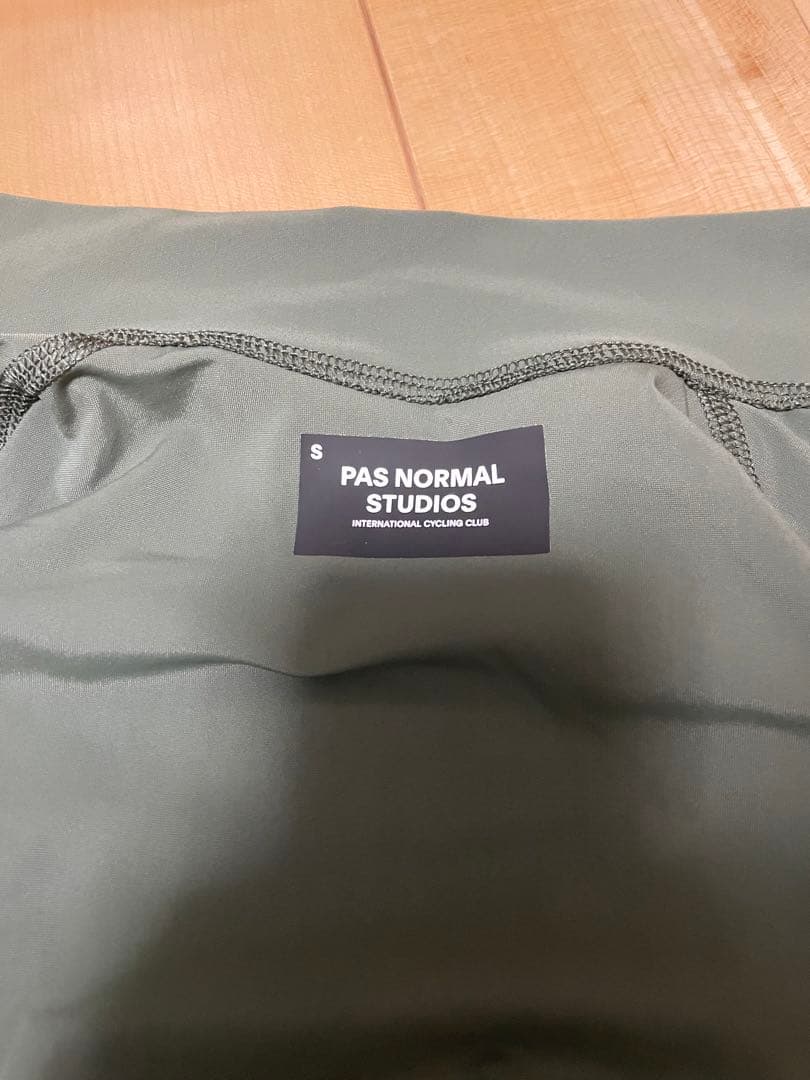 S
PAS NORMAL
STUDIOS
INTERNATIONAL CYCLING CLUB